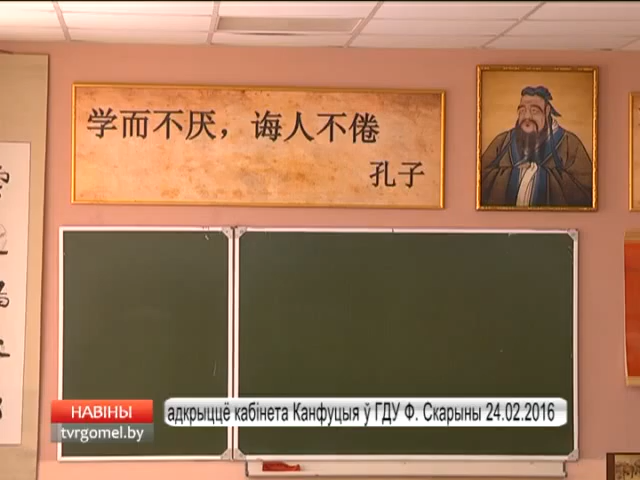 学而不厌，诲人不倦
孔子
НАВІНЫ
адкрыццё кабінета Канфуцыя ў ГДУ Ф. Скарыны 24.02.2016
tvrgomel.by